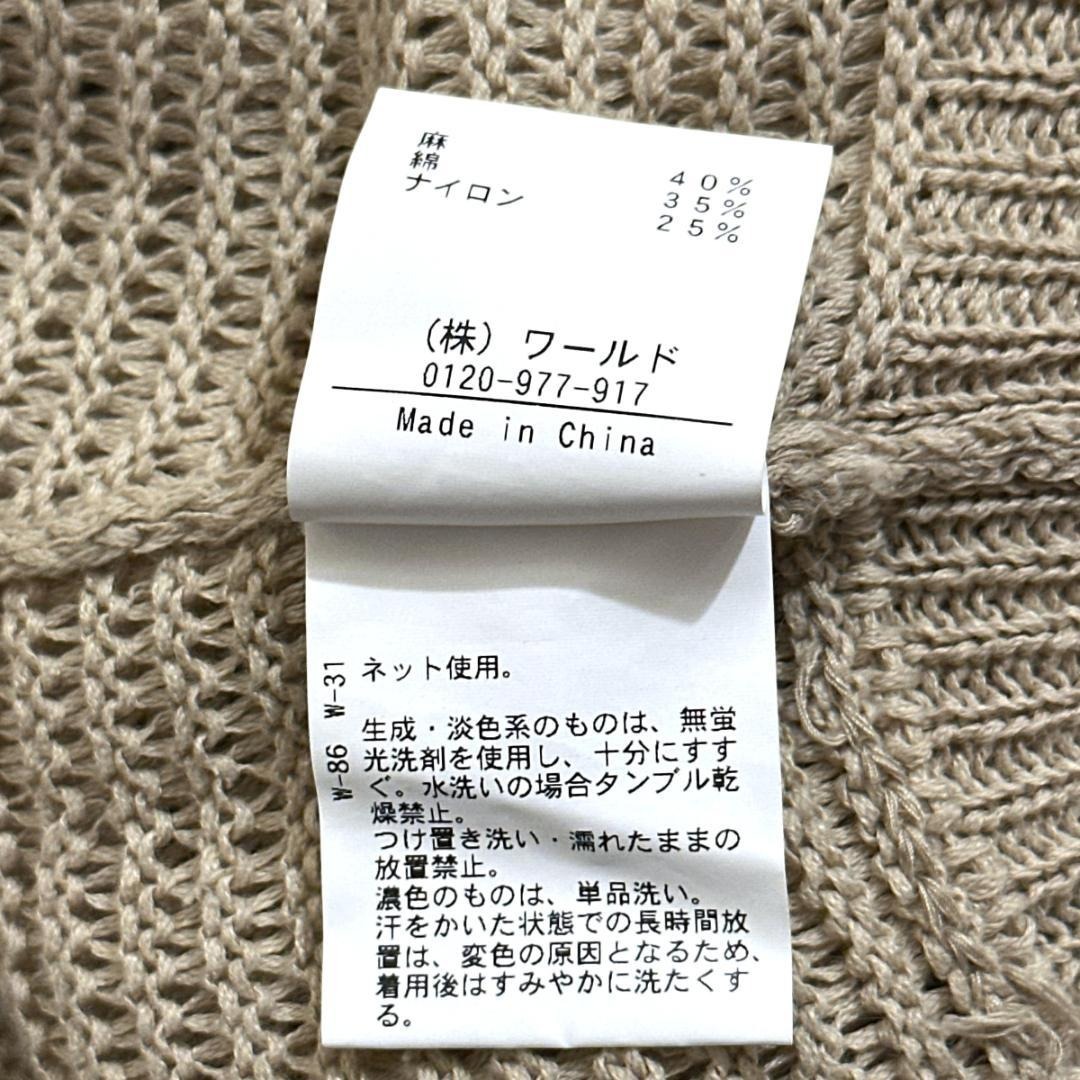 麻 40%
綿 35%
ナイロン 25%
(株) ワールド
0120-977-917
Made in China
W-86 W-31
ネット使用。
生成・淡色系のものは、無蛍
光洗剤を使用し、十分にすす
ぐ。水洗いの場合タンブル乾
燥禁止。
つけ置き洗い・濡れたままの
放置禁止。
濃色のものは、単品洗い。
汗をかいた状態での長時間放
置は、変色の原因となるため、
着用後はすみやかに洗たくす
る。